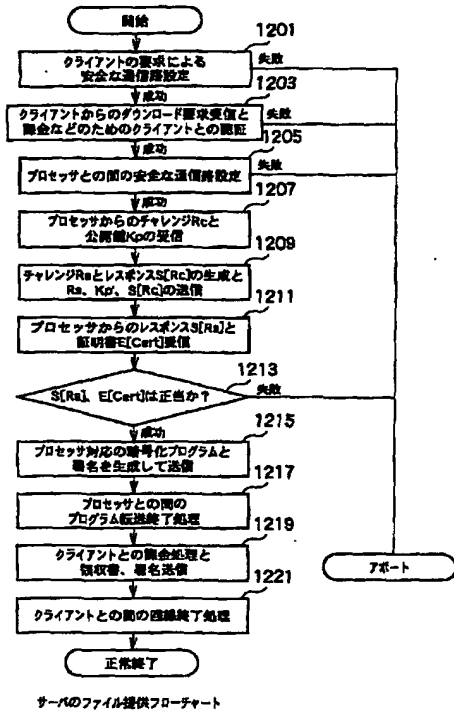 開始
1201
クライアントの要求による
安全な通信路設定
失敗
成功
1203
クライアントからのダウンロード要求受信と
課金などのためのクライアントとの認証
失敗
成功
1205
プロセッサとの間の安全な通信路設定
失敗
成功
1207
プロセッサからのチャレンジRcと
公開鍵Kpの受信
1209
チャレンジRsとレスポンスS[Rc]の生成と
Rs、Kp'、S[Rc]の送信
1211
プロセッサからのレスポンスS[Rs]と
証明書E[Cert]受信
1213
S[Rs]、E[Cert]は正当か？
失敗
成功
1215
プロセッサ対応の暗号化プログラムと
署名を生成して送信
1217
プロセッサとの間の
プログラム転送終了処理
1219
クライアントとの課金処理と
領収書、署名送信
1221
クライアントとの間の回線終了処理
アボート
正常終了
サーバのファイル提供フローチャート